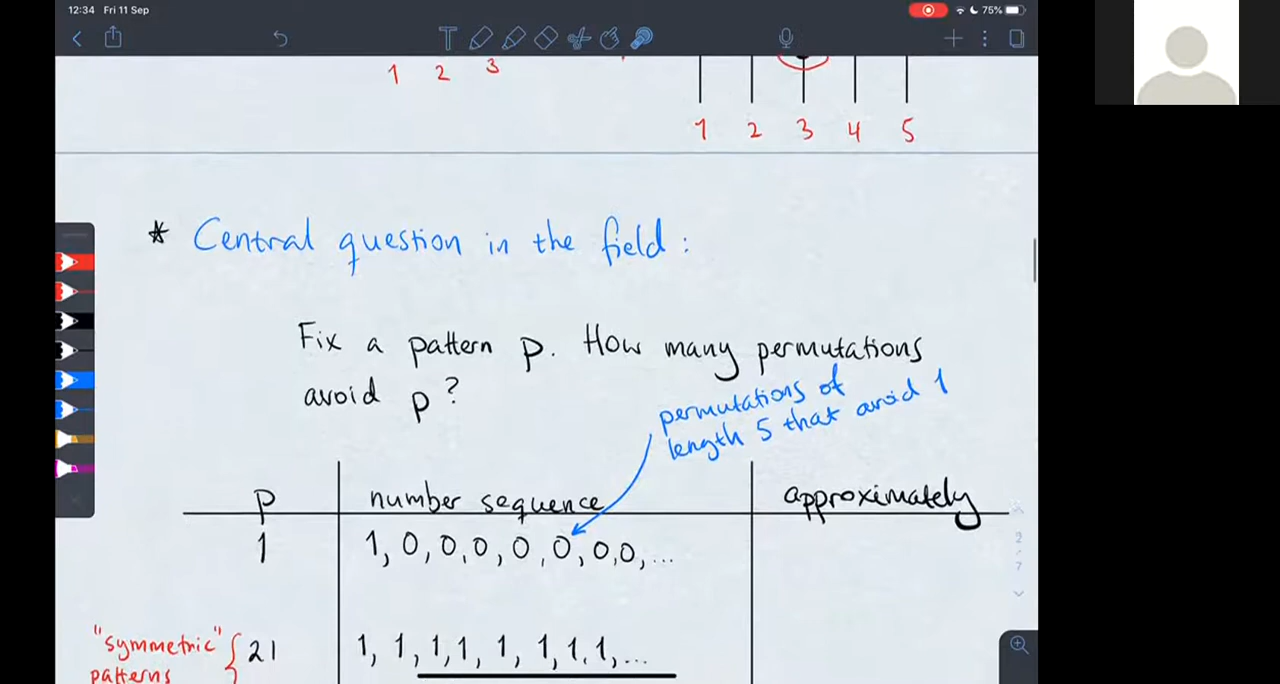 12:34 Fri 11 Sep
75%
T
1 2 3
1 2 3 4 5
* Central question in the field:
Fix a pattern p. How many permutations
avoid p?
permutations of
length 5 that avoid 1
p number sequence approximately
1 1, 0, 0, 0, 0, 0, 0, 0, ...
"symmetric"
patterns
21 1, 1, 1, 1, 1, 1, 1, 1, ...
2
7